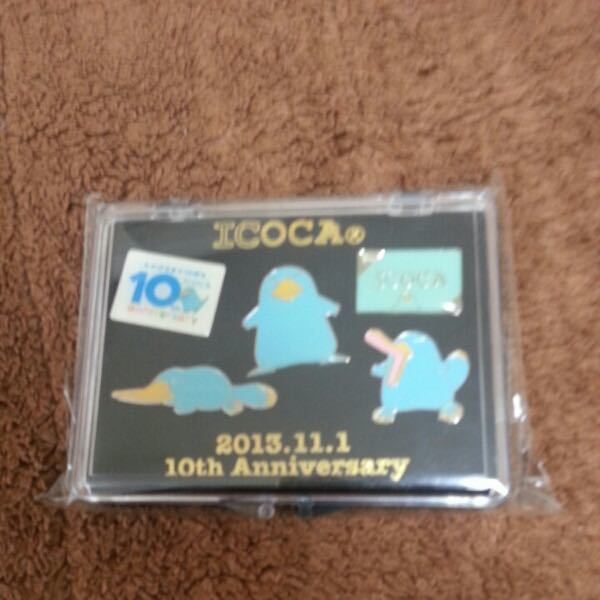 ICOCA®
10
Anniversary
ICOCA
2013.11.1
10th Anniversary